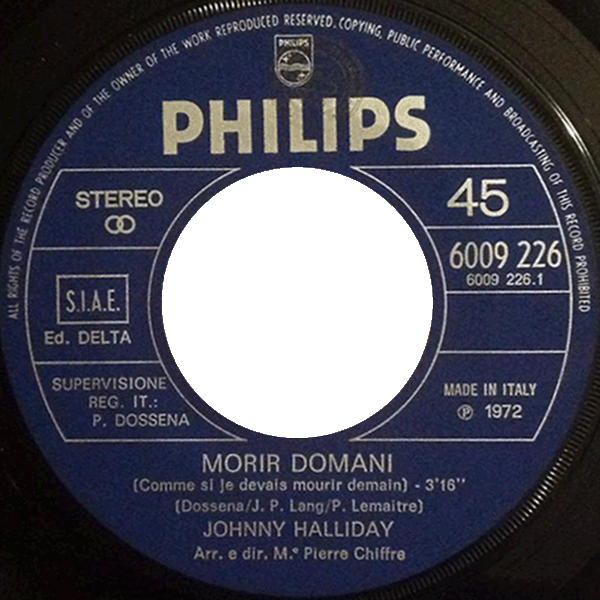 ALL RIGHTS OF THE RECORD PRODUCER AND OF THE OWNER OF THE WORK REPRODUCED RESERVED. COPYING, PUBLIC PERFORMANCE AND BROADCASTING OF THIS RECORD PROHIBITED
PHILIPS
PHILIPS
STEREO
45
6009 226
6009 226.1
S.I.A.E.
Ed. DELTA
SUPERVISIONE
REG. IT.:
P. DOSSENA
MADE IN ITALY
℗ 1972
MORIR DOMANI
(Comme si je devais mourir demain) - 3'16''
(Dossena/J. P. Lang/P. Lemaitre)
JOHNNY HALLIDAY
Arr. e dir. M.° Pierre Chiffre